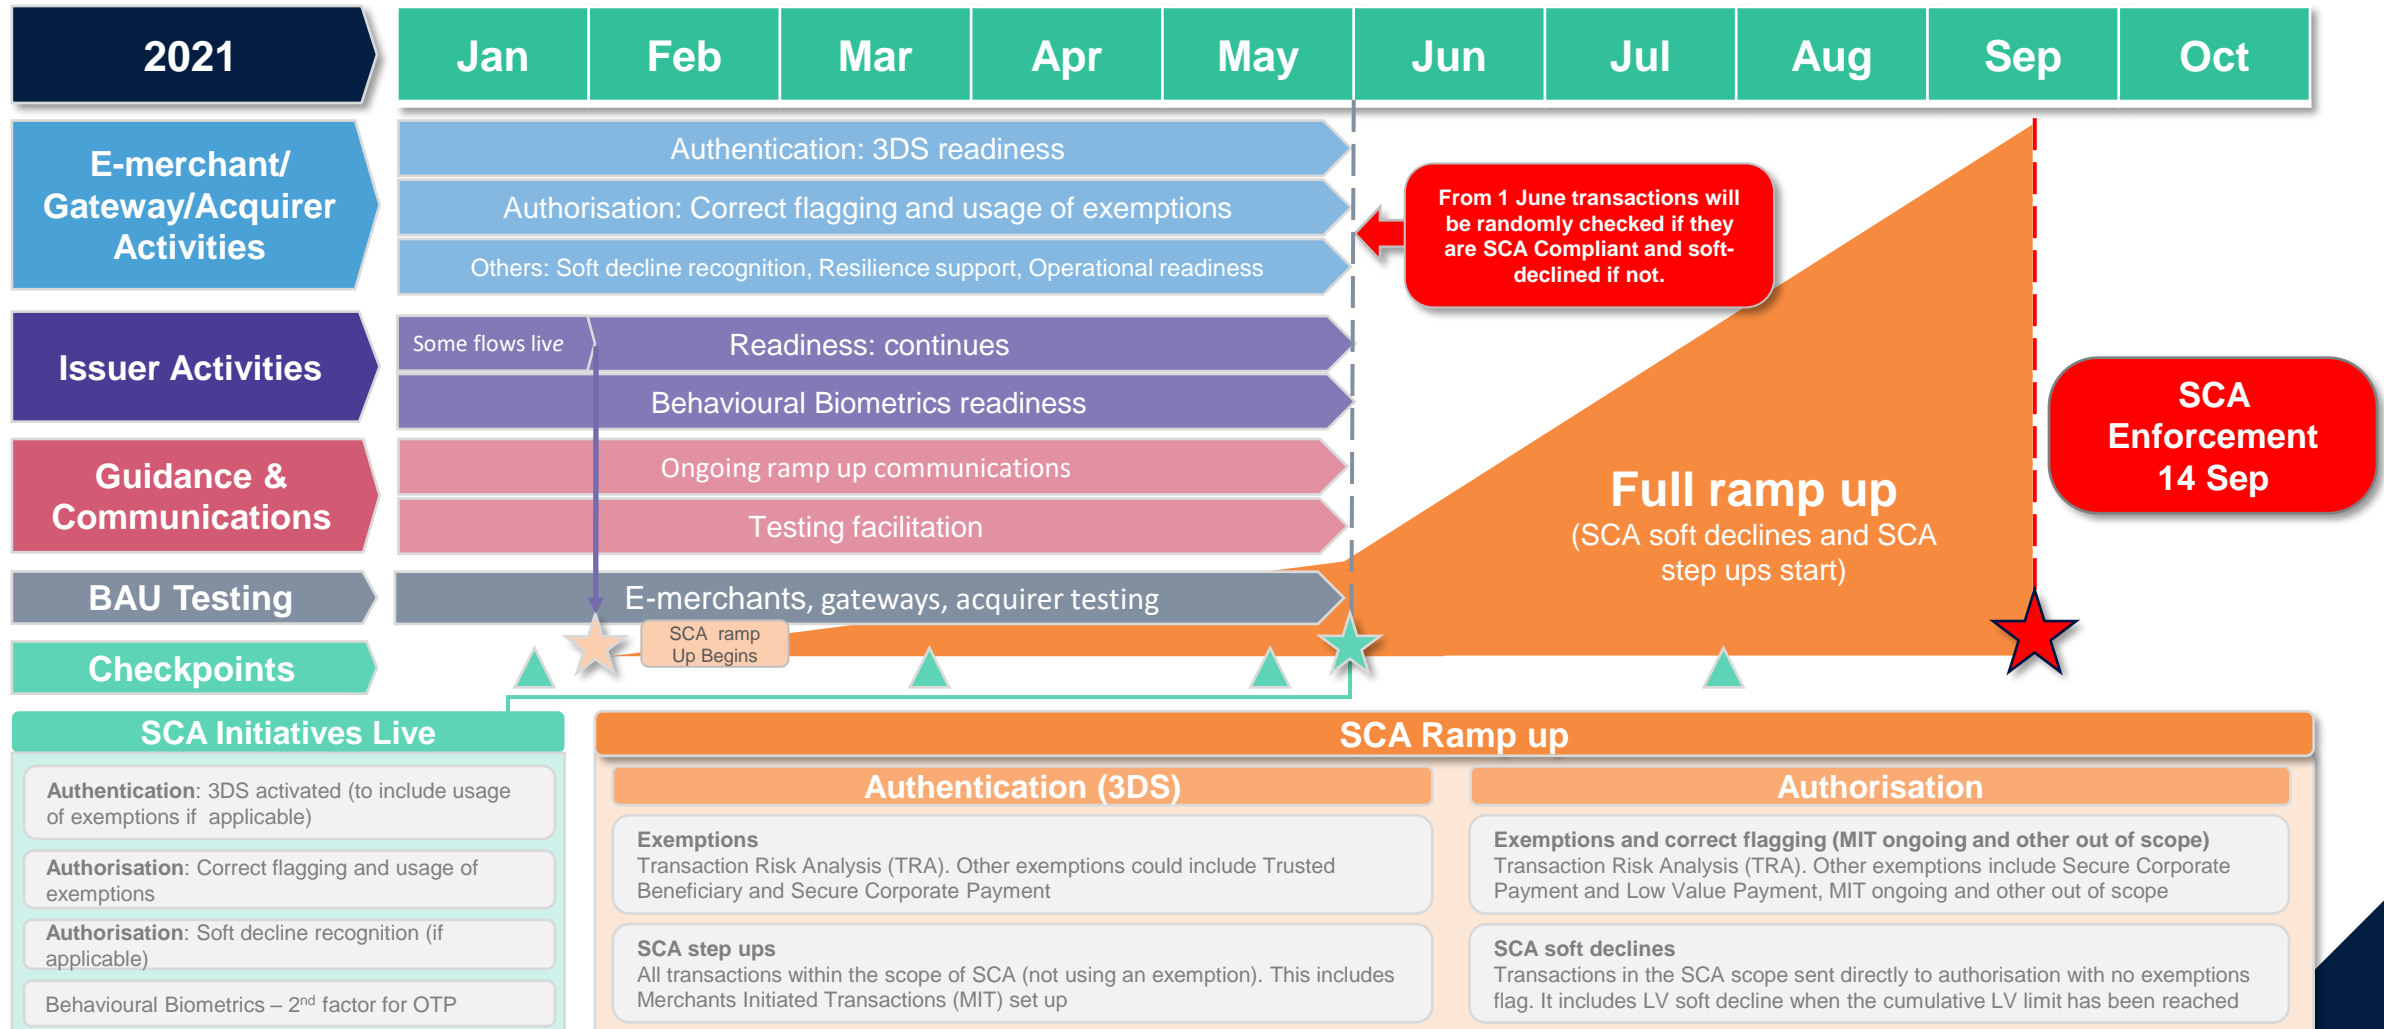 2021
Jan Feb Mar Apr May Jun Jul Aug Sep Oct
E-merchant/
Gateway/Acquirer
Activities
Authentication: 3DS readiness
Authorisation: Correct flagging and usage of exemptions
Others: Soft decline recognition, Resilience support, Operational readiness
From 1 June transactions will
be randomly checked if they
are SCA Compliant and soft-
declined if not.
Issuer Activities
Some flows live
Readiness: continues
Behavioural Biometrics readiness
SCA
Enforcement
14 Sep
Guidance &
Communications
Ongoing ramp up communications
Testing facilitation
Full ramp up
(SCA soft declines and SCA
step ups start)
BAU Testing
E-merchants, gateways, acquirer testing
SCA ramp
Up Begins
Checkpoints
SCA Initiatives Live
Authentication: 3DS activated (to include usage
of exemptions if applicable)
Authorisation: Correct flagging and usage of
exemptions
Authorisation: Soft decline recognition (if
applicable)
Behavioural Biometrics – 2nd factor for OTP
SCA Ramp up
Authentication (3DS)
Exemptions
Transaction Risk Analysis (TRA). Other exemptions could include Trusted
Beneficiary and Secure Corporate Payment
SCA step ups
All transactions within the scope of SCA (not using an exemption). This includes
Merchants Initiated Transactions (MIT) set up
Authorisation
Exemptions and correct flagging (MIT ongoing and other out of scope)
Transaction Risk Analysis (TRA). Other exemptions include Secure Corporate
Payment and Low Value Payment, MIT ongoing and other out of scope
SCA soft declines
Transactions in the SCA scope sent directly to authorisation with no exemptions
flag. It includes LV soft decline when the cumulative LV limit has been reached